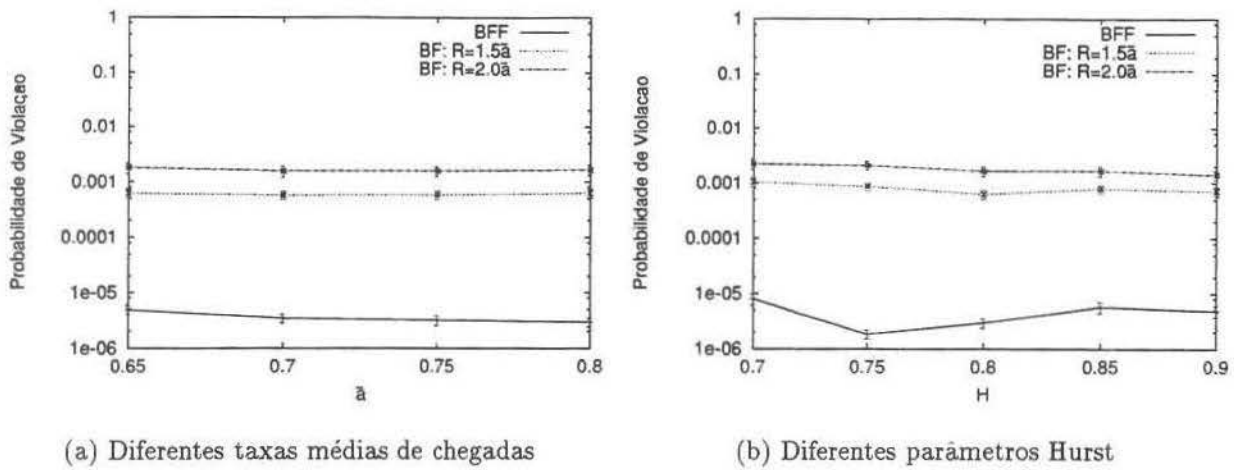 Probabilidade de Violaçao
1
0.1
0.01
0.001
0.0001
1e-05
1e-06
BFF
BF: R=1.5ā
BF: R=2.0ā
0.65 0.7 0.75 0.8
ā
(a) Diferentes taxas médias de chegadas
Probabilidade de Violacao
1
0.1
0.01
0.001
0.0001
1e-05
1e-06
BFF
BF: R=1.5ā
BF: R=2.0ā
0.7 0.75 0.8 0.85 0.9
H
(b) Diferentes parâmetros Hurst